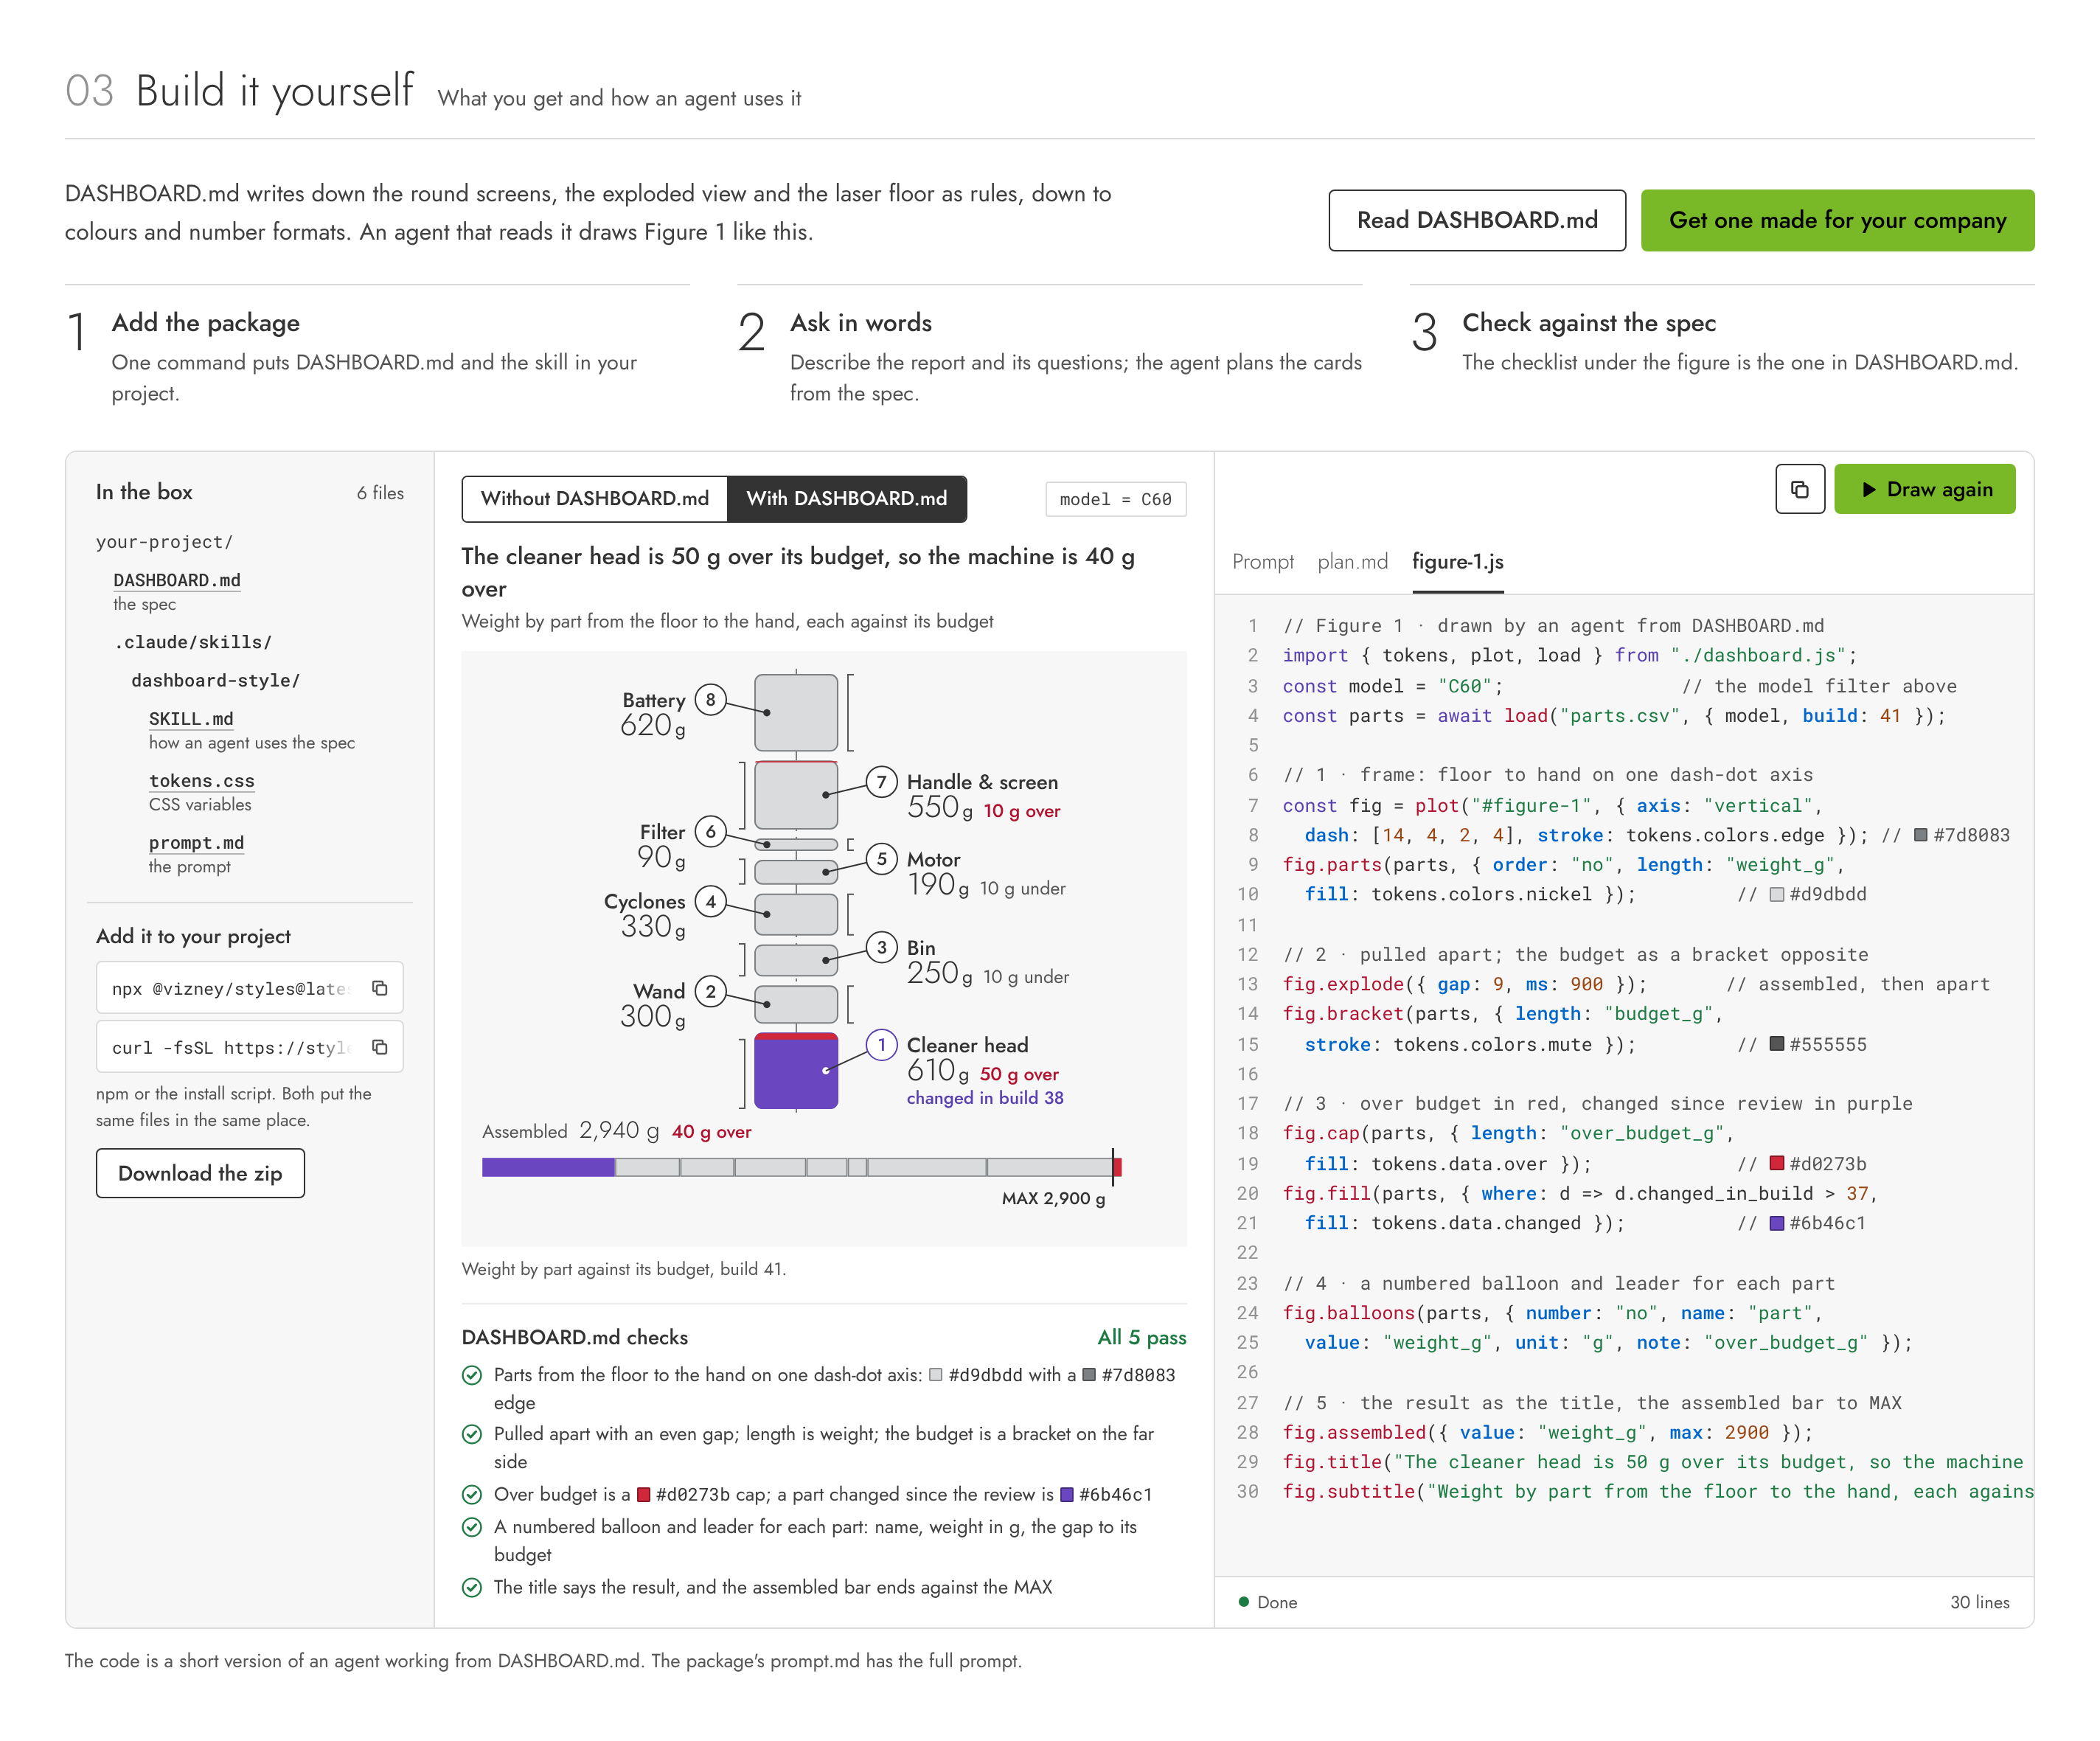 03 Build it yourself What you get and how an agent uses it
DASHBOARD.md writes down the round screens, the exploded view and the laser floor as rules, down to
colours and number formats. An agent that reads it draws Figure 1 like this.
Read DASHBOARD.md
Get one made for your company
1 Add the package
One command puts DASHBOARD.md and the skill in your
project.
2 Ask in words
Describe the report and its questions; the agent plans the cards
from the spec.
3 Check against the spec
The checklist under the figure is the one in DASHBOARD.md.
In the box 6 files
your-project/
DASHBOARD.md
the spec
.claude/skills/
dashboard-style/
SKILL.md
how an agent uses the spec
tokens.css
CSS variables
prompt.md
the prompt
Add it to your project
npx @vizney/styles@lates
curl -fsSL https://style
npm or the install script. Both put the
same files in the same place.
Download the zip
Without DASHBOARD.md With DASHBOARD.md
model = C60
The cleaner head is 50 g over its budget, so the machine is 40 g
over
Weight by part from the floor to the hand, each against its budget
Battery 8
620 g
7 Handle & screen
550 g 10 g over
Filter 6
90 g
5 Motor
190 g 10 g under
Cyclones 4
330 g
3 Bin
250 g 10 g under
Wand 2
300 g
1 Cleaner head
610 g 50 g over
changed in build 38
Assembled 2,940 g 40 g over
MAX 2,900 g
Weight by part against its budget, build 41.
DASHBOARD.md checks All 5 pass
Parts from the floor to the hand on one dash-dot axis: #d9dbdd with a #7d8083
edge
Pulled apart with an even gap; length is weight; the budget is a bracket on the far
side
Over budget is a #d0273b cap; a part changed since the review is #6b46c1
A numbered balloon and leader for each part: name, weight in g, the gap to its
budget
The title says the result, and the assembled bar ends against the MAX
Draw again
Prompt plan.md figure-1.js
1 // Figure 1 · drawn by an agent from DASHBOARD.md
2 import { tokens, plot, load } from "./dashboard.js";
3 const model = "C60"; // the model filter above
4 const parts = await load("parts.csv", { model, build: 41 });
5
6 // 1 · frame: floor to hand on one dash-dot axis
7 const fig = plot("#figure-1", { axis: "vertical",
8 dash: [14, 4, 2, 4], stroke: tokens.colors.edge }); // #7d8083
9 fig.parts(parts, { order: "no", length: "weight_g",
10 fill: tokens.colors.nickel }); // #d9dbdd
11
12 // 2 · pulled apart; the budget as a bracket opposite
13 fig.explode({ gap: 9, ms: 900 }); // assembled, then apart
14 fig.bracket(parts, { length: "budget_g",
15 stroke: tokens.colors.mute }); // #555555
16
17 // 3 · over budget in red, changed since review in purple
18 fig.cap(parts, { length: "over_budget_g",
19 fill: tokens.data.over }); // #d0273b
20 fig.fill(parts, { where: d => d.changed_in_build > 37,
21 fill: tokens.data.changed }); // #6b46c1
22
23 // 4 · a numbered balloon and leader for each part
24 fig.balloons(parts, { number: "no", name: "part",
25 value: "weight_g", unit: "g", note: "over_budget_g" });
26
27 // 5 · the result as the title, the assembled bar to MAX
28 fig.assembled({ value: "weight_g", max: 2900 });
29 fig.title("The cleaner head is 50 g over its budget, so the machine
30 fig.subtitle("Weight by part from the floor to the hand, each agains
Done 30 lines
The code is a short version of an agent working from DASHBOARD.md. The package's prompt.md has the full prompt.